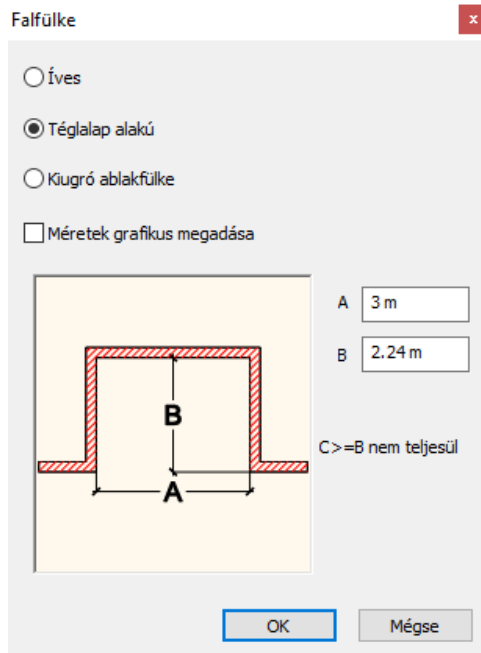 Falfülke
x
Íves
Téglalap alakú
Kiugró ablakfülke
Méretek grafikus megadása
A 3 m
B 2.24 m
B
C>=B nem teljesül
A
OK Mégse